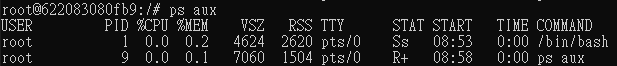 root@622083080fb9:/# ps aux
USER       PID %CPU %MEM    VSZ   RSS TTY      STAT START   TIME COMMAND
root         1  0.0  0.2   4624  2620 pts/0    Ss   08:53   0:00 /bin/bash
root         9  0.0  0.1   7060  1504 pts/0    R+   08:58   0:00 ps aux